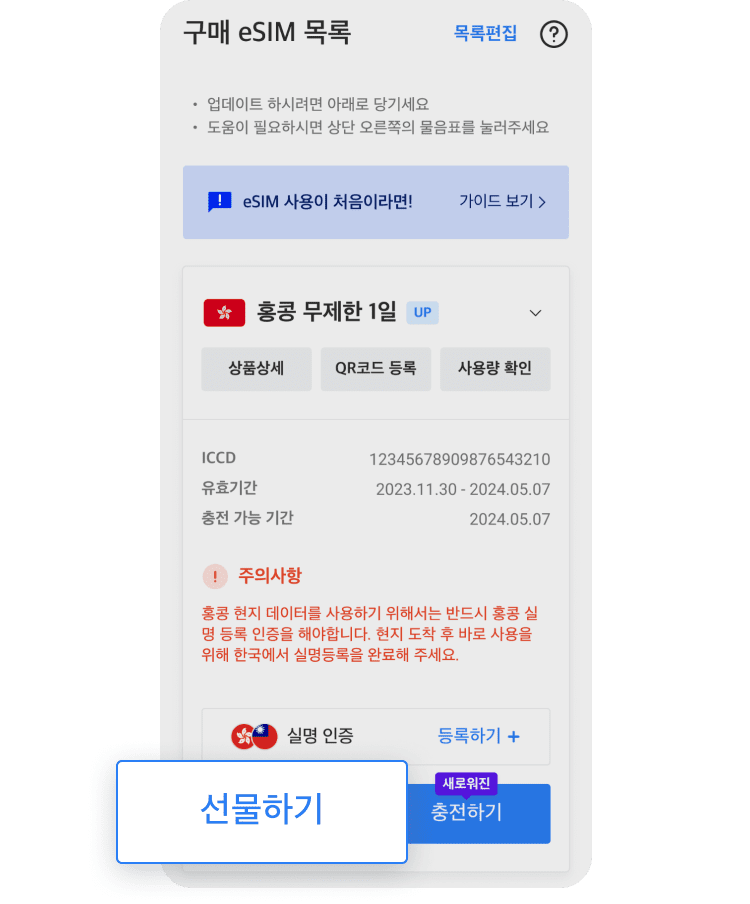 구매 eSIM 목록 목록편집 ?
• 업데이트 하시려면 아래로 당기세요
• 도움이 필요하시면 상단 오른쪽의 물음표를 눌러주세요
! eSIM 사용이 처음이라면! 가이드 보기 >
홍콩 무제한 1일 UP
상품상세 QR코드 등록 사용량 확인
ICCD 12345678909876543210
유효기간 2023.11.30 - 2024.05.07
충전 가능 기간 2024.05.07
! 주의사항
홍콩 현지 데이터를 사용하기 위해서는 반드시 홍콩 실
명 등록 인증을 해야합니다. 현지 도착 후 바로 사용을
위해 한국에서 실명등록을 완료해 주세요.
실명 인증 등록하기 +
새로워진
선물하기 충전하기